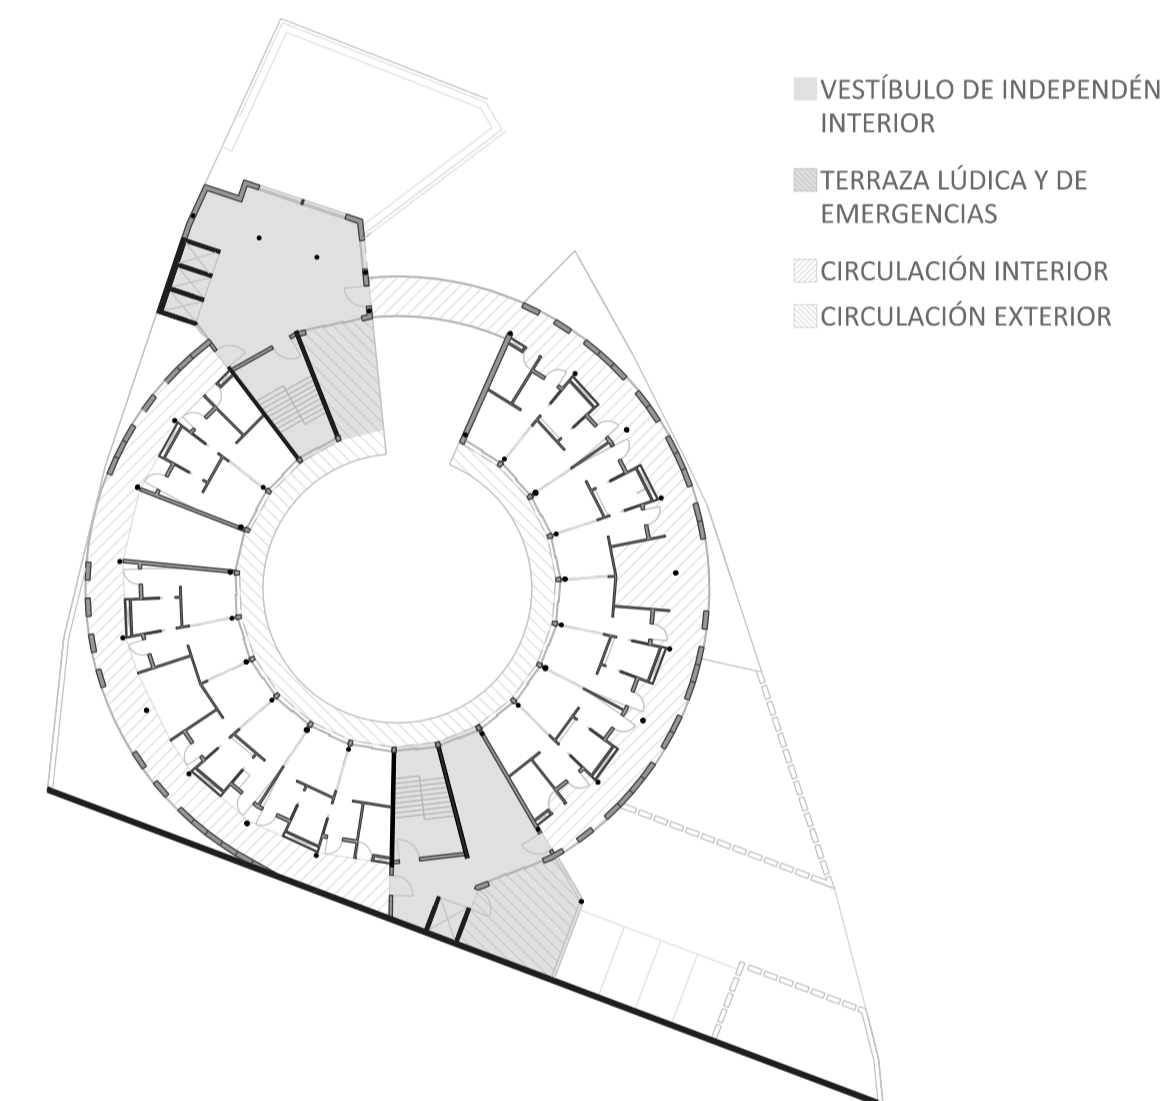 VESTÍBULO DE INDEPENDÉN
INTERIOR
TERRAZA LÚDICA Y DE
EMERGENCIAS
CIRCULACIÓN INTERIOR
CIRCULACIÓN EXTERIOR